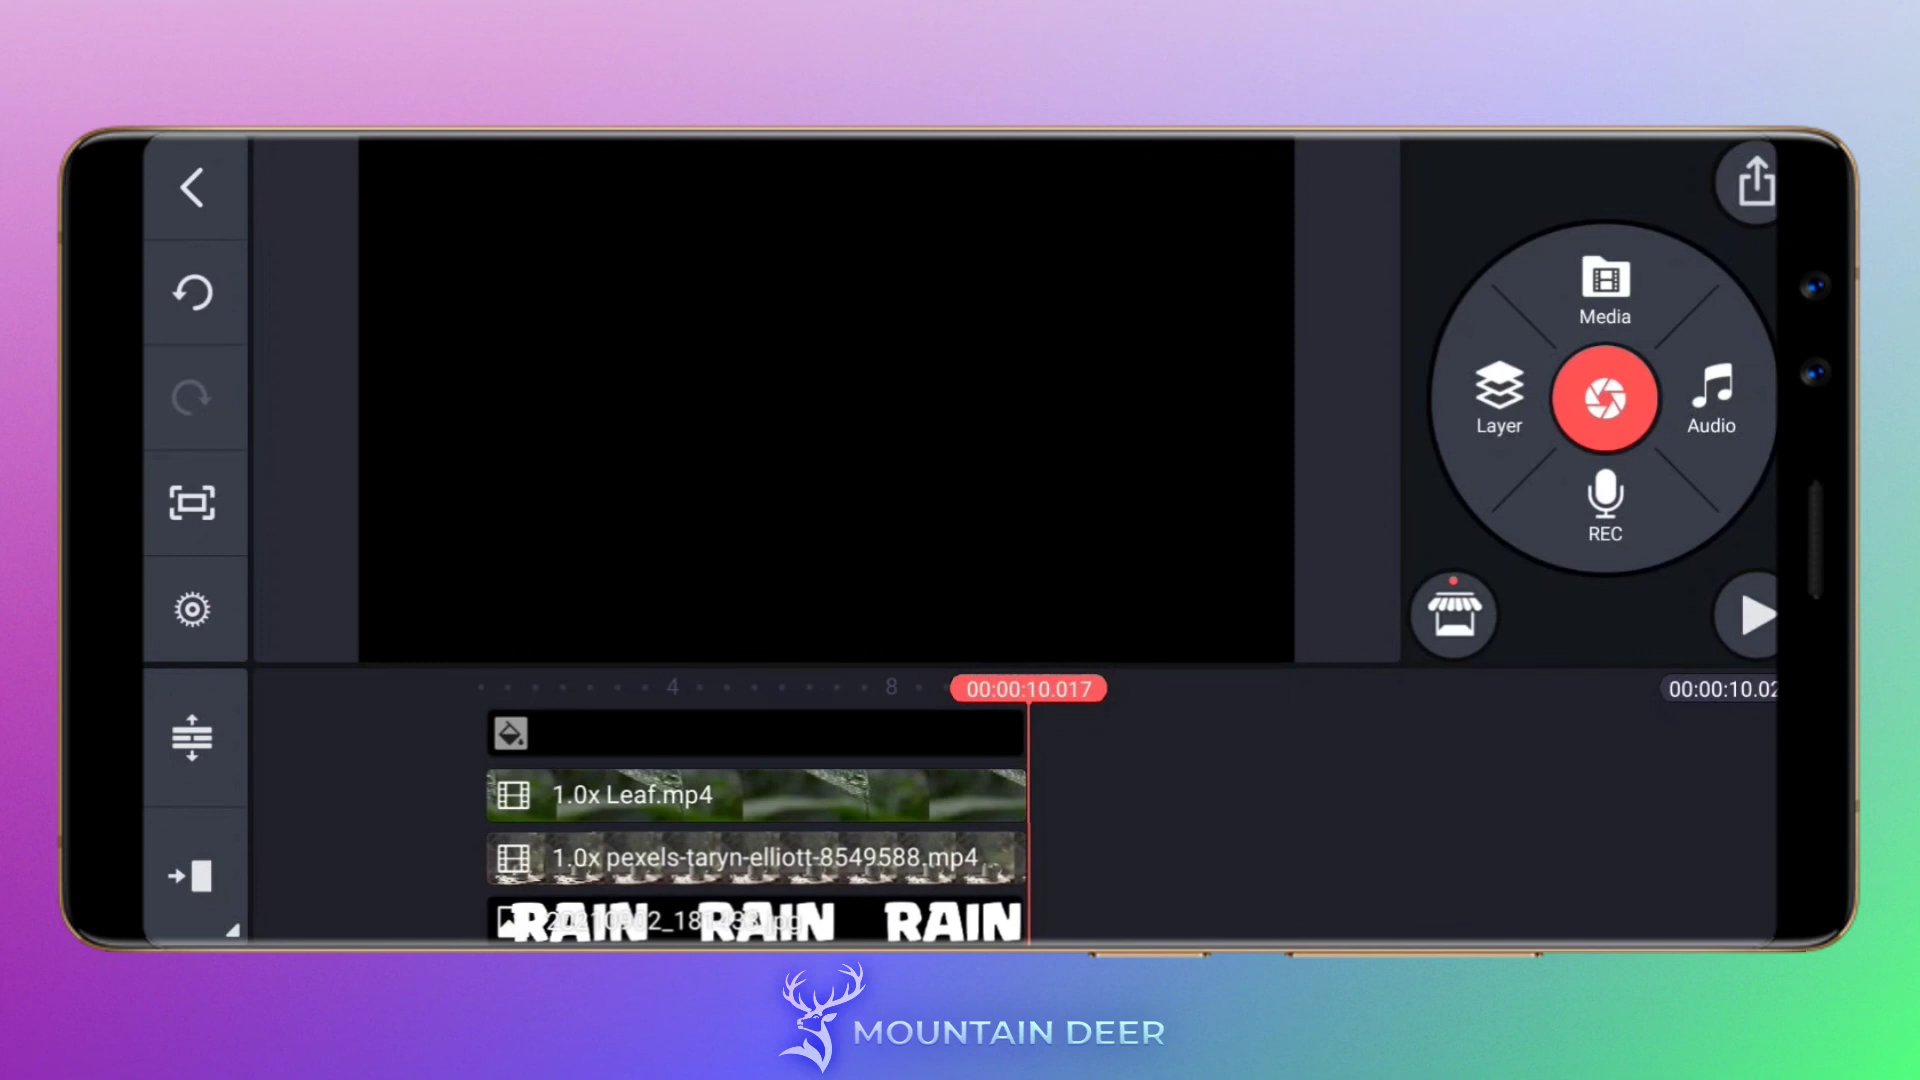 Media
Layer
Audio
REC
4
8
00:00:10.017
00:00:10.02
1.0x Leaf.mp4
1.0x pexels-taryn-elliott-8549588.mp4
RAIN RAIN RAIN
MOUNTAIN DEER